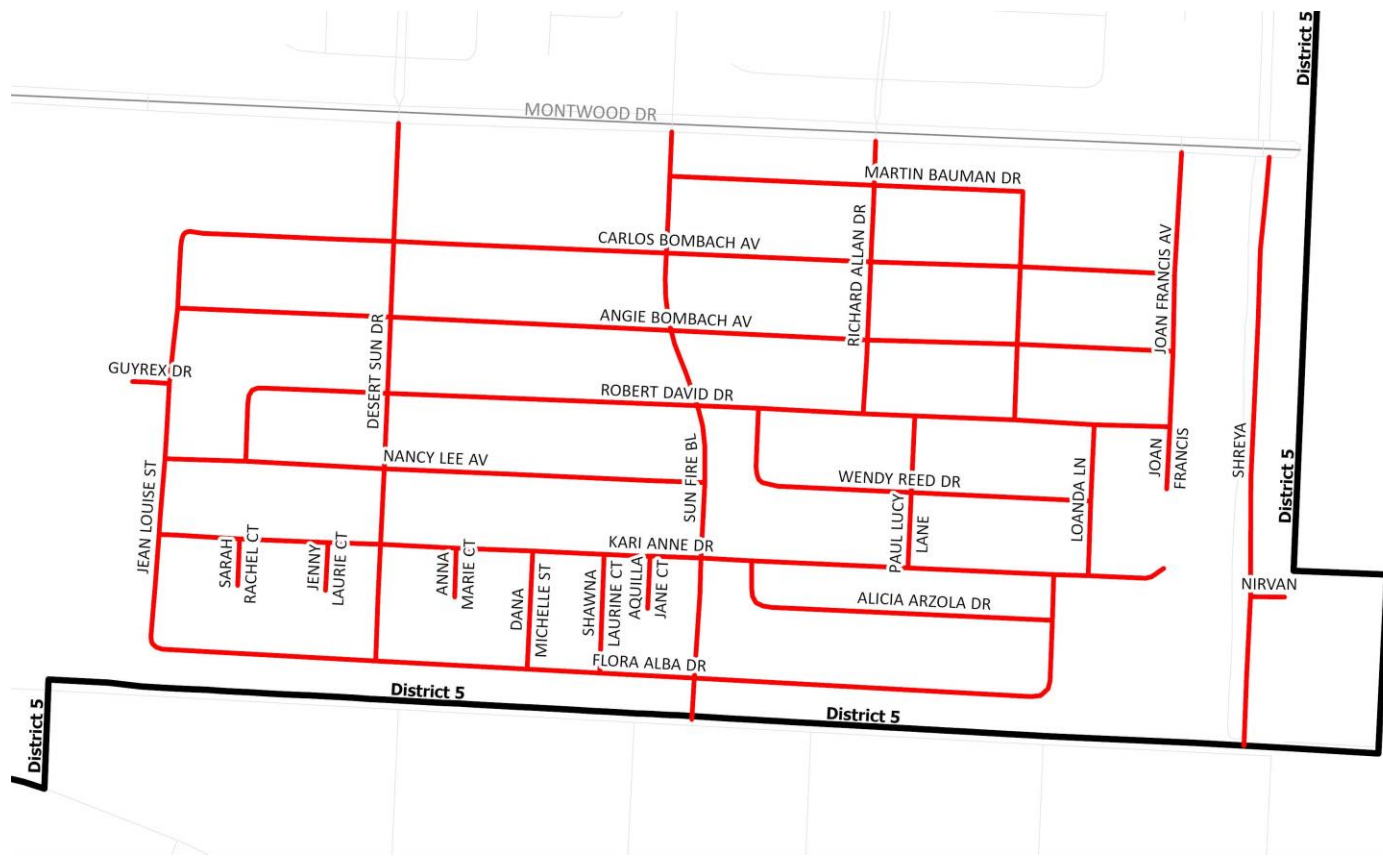 District 5
MONTWOOD DR
MARTIN BAUMAN DR
CARLOS BOMBACH AV
RICHARD ALLAN DR
JOAN FRANCIS AV
ANGIE BOMBACH AV
GUYREX DR
DESERT SUN DR
ROBERT DAVID DR
JOAN
FRANCIS
SHREYA
NANCY LEE AV
SUN FIRE BL
WENDY REED DR
LOANDA LN
District 5
JEAN LOUISE ST
PAUL LUCY
LANE
KARI ANNE DR
SARAH
RACHEL CT
JENNY
LAURIE CT
ANNA
MARIE CT
DANA
MICHELLE ST
SHAWNA
LAURINE CT
AQUILLA
JANE CT
ALICIA ARZOLA DR
NIRVAN
FLORA ALBA DR
District 5
District 5
District 5